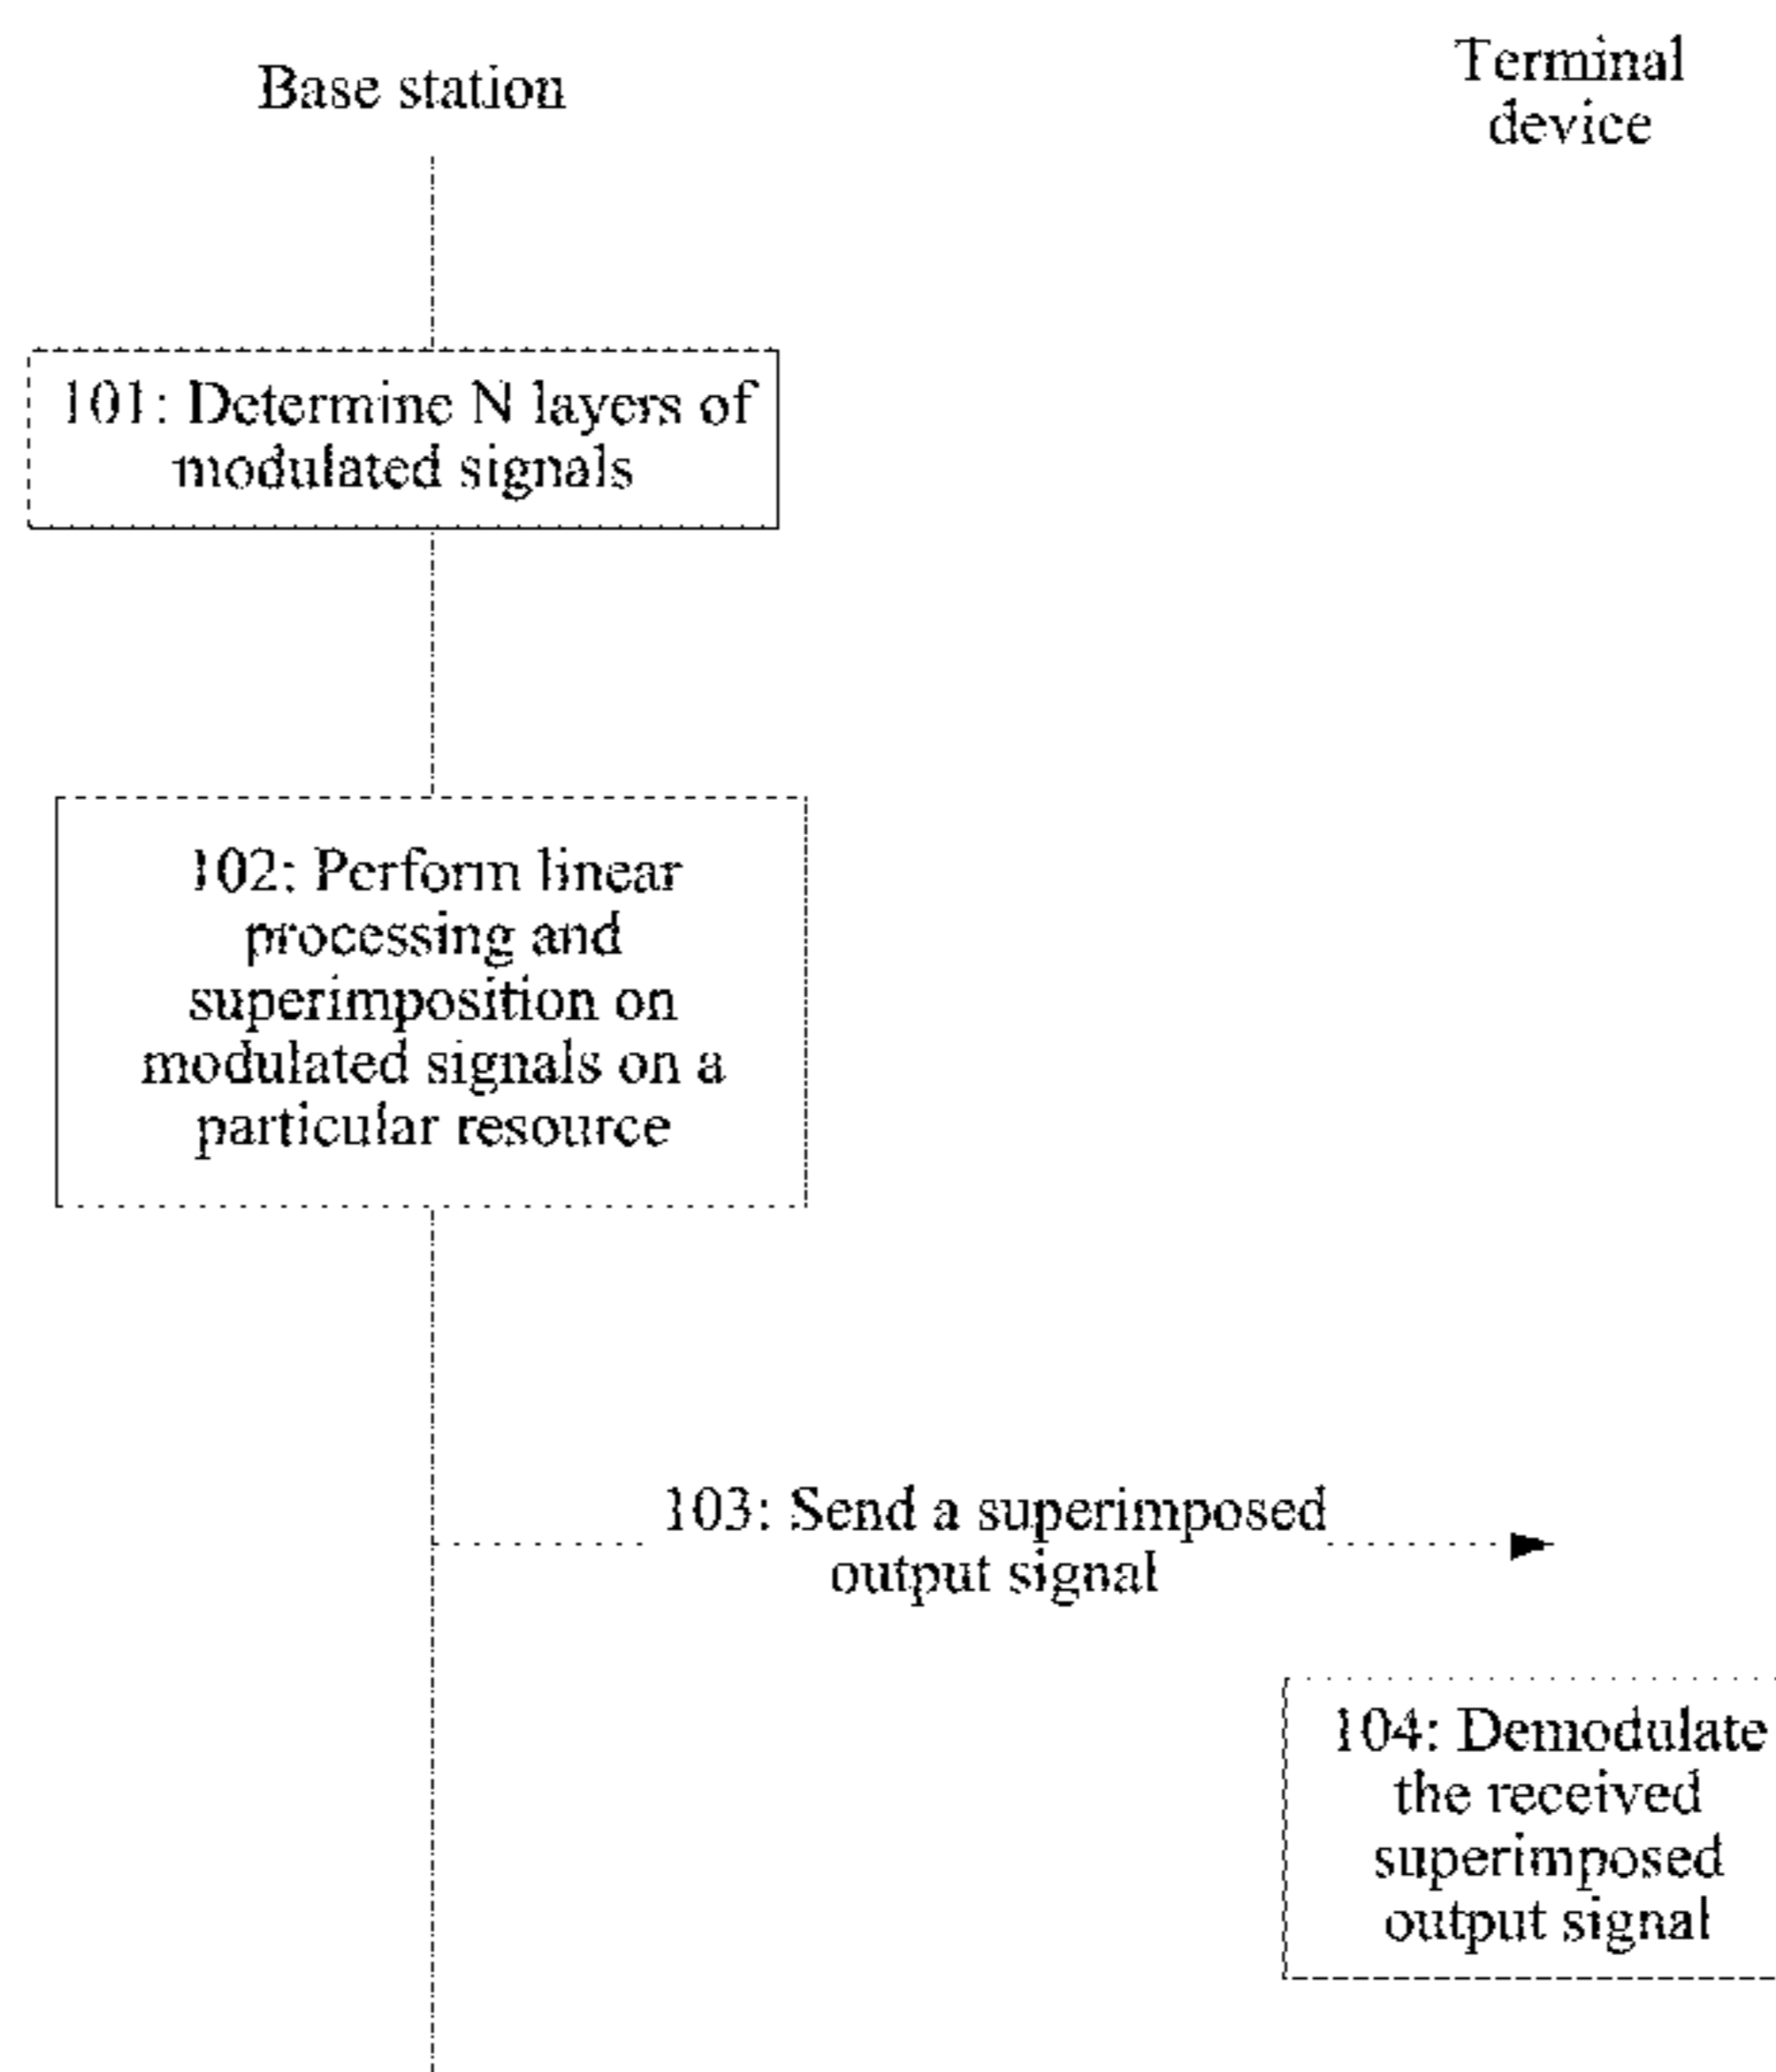 Base station
Terminal
device
101: Determine N layers of
modulated signals
102: Perform linear
processing and
superimposition on
modulated signals on a
particular resource
103: Send a superimposed
output signal
104: Demodulate
the received
superimposed
output signal